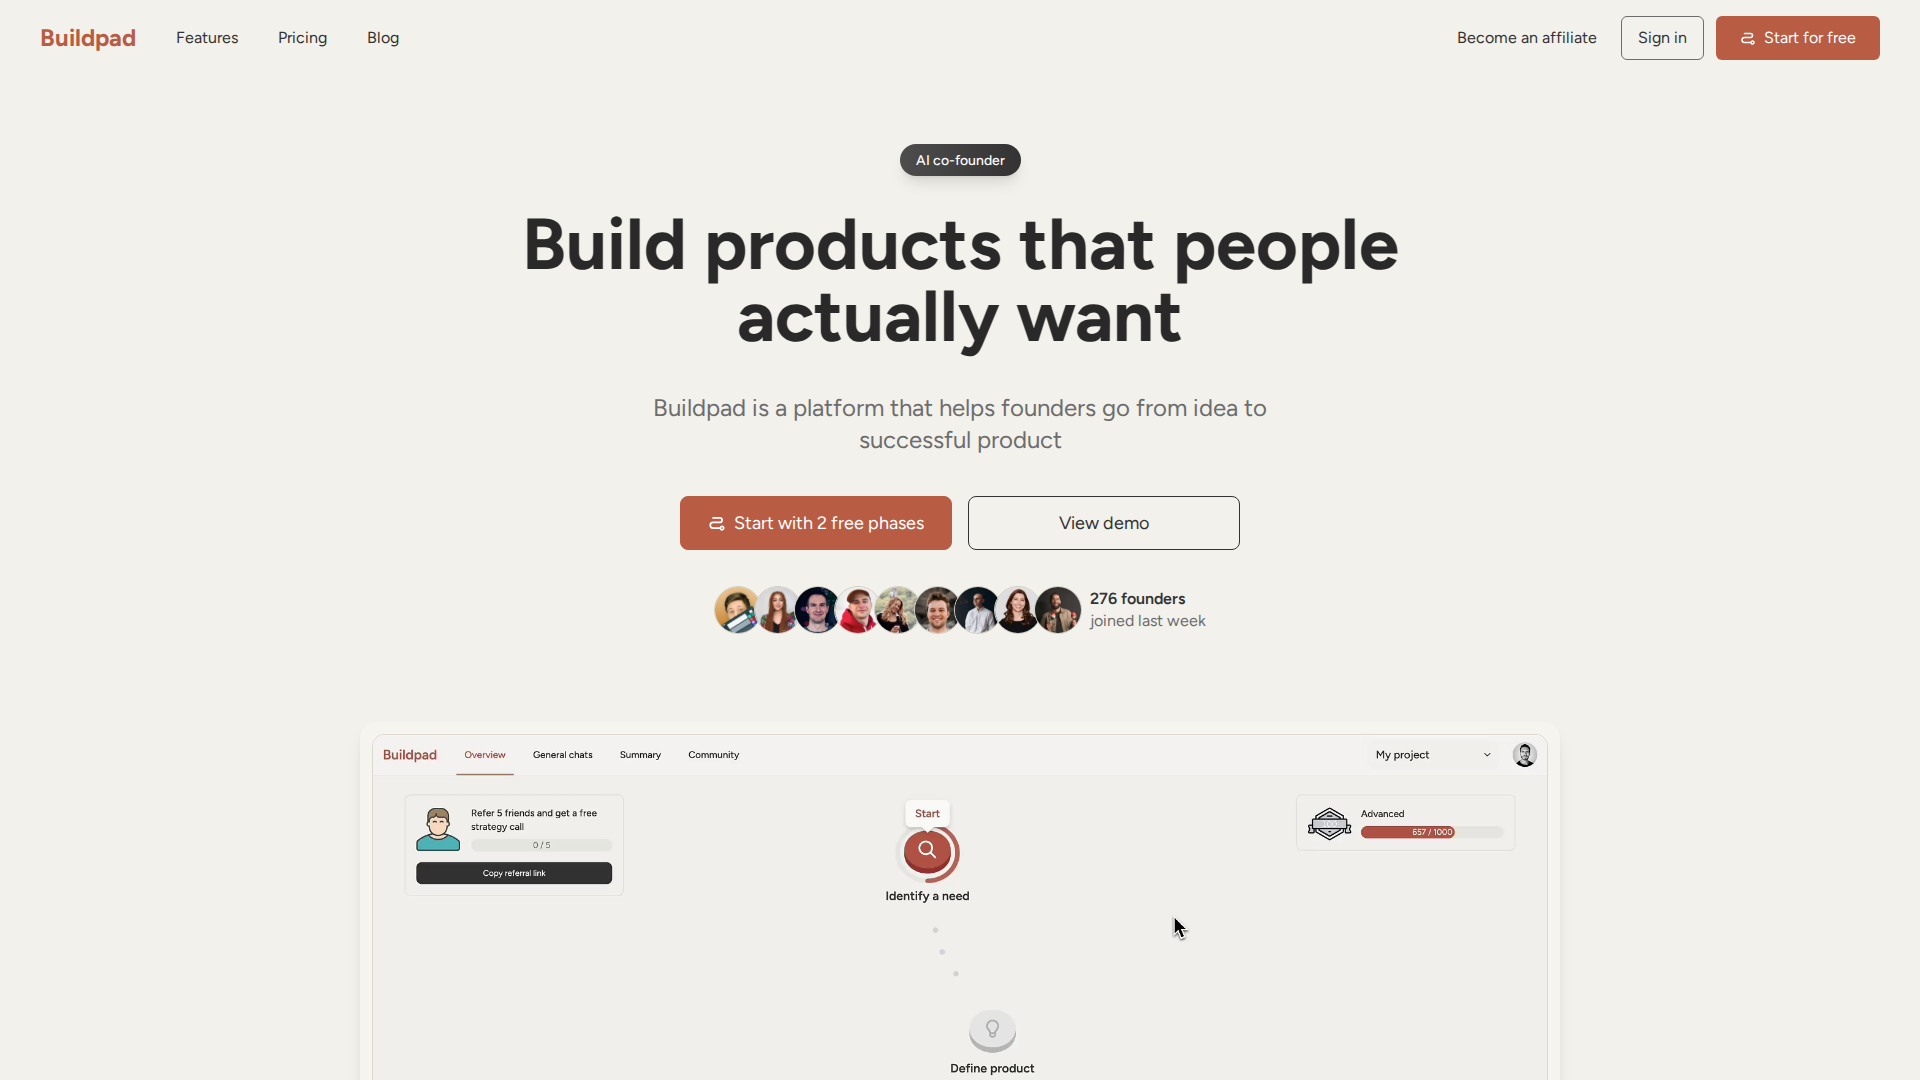 Buildpad
Features
Pricing
Blog
Become an affiliate
Sign in
Start for free
AI co-founder
Build products that people
actually want
Buildpad is a platform that helps founders go from idea to
successful product
Start with 2 free phases
View demo
276 founders
joined last week
Buildpad
Overview
General chats
Summary
Community
My project
Refer 5 friends and get a free
strategy call
0 / 5
Copy referral link
Start
Identify a need
Advanced
657 / 1000
Define product